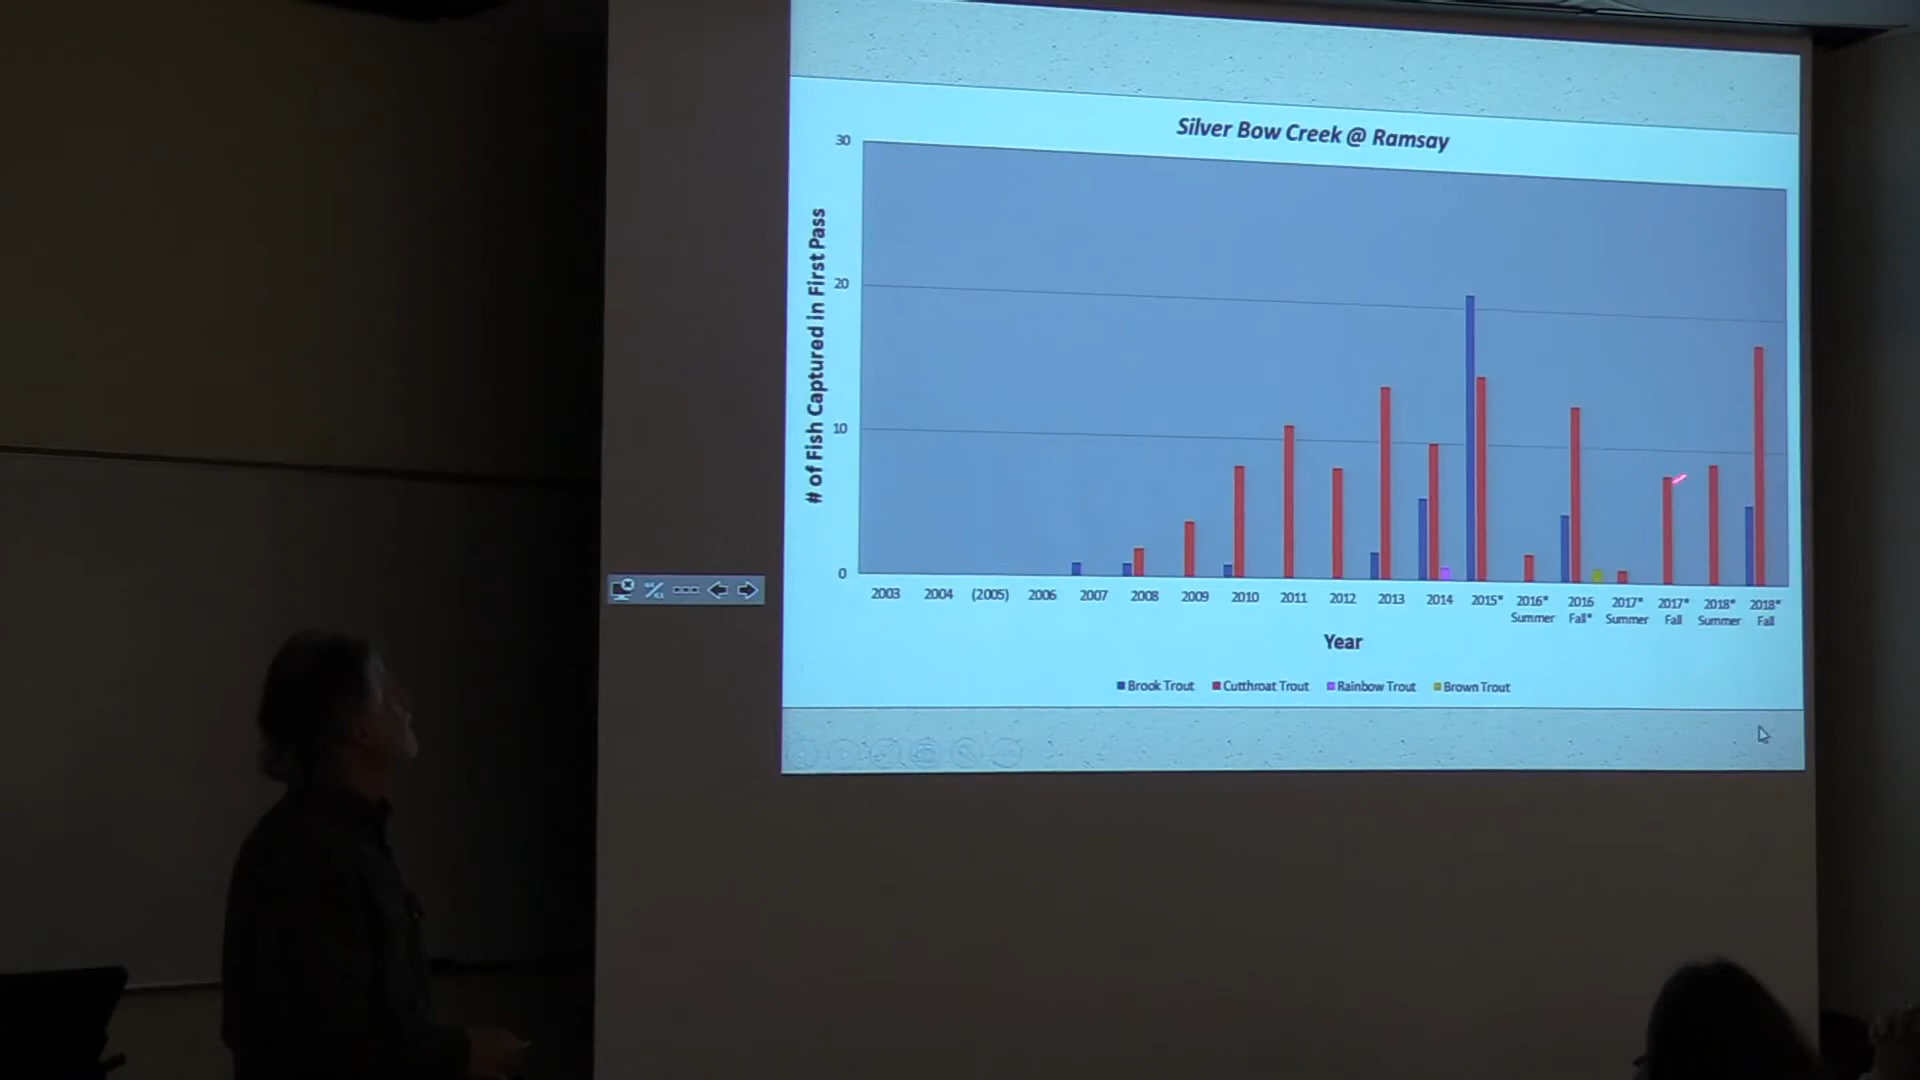 Silver Bow Creek @ Ramsay
# of Fish Captured in First Pass
30
20
10
0
2003 2004 (2005) 2006 2007 2008 2009 2010 2011 2012 2013 2014 2015* 2016* Summer 2016 Fall* 2017* Summer 2017* Fall 2018* Summer 2018* Fall
Year
Brook Trout Cutthroat Trout Rainbow Trout Brown Trout